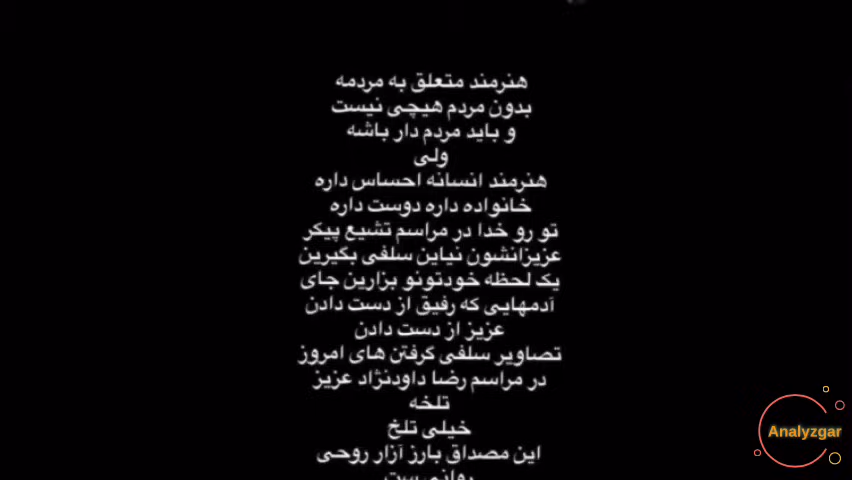 هنرمند متعلق به مردمه
بدون مردم هیچی نیست
و باید مردم دار باشه
ولی
هنرمند انسانه احساس داره
خانواده داره دوست داره
تو رو خدا در مراسم تشیع پیکر
عزیزانشون نیاین سلفی بگیرین
یک لحظه خودتونو بزارین جای
آدمهایی که رفیق از دست دادن
عزیز از دست دادن
تصاویر سلفی گرفتن های امروز
در مراسم رضا داودنژاد عزیز
تلخه
خیلی تلخ
این مصداق بارز آزار روحی
روانی ست
Analyzgar